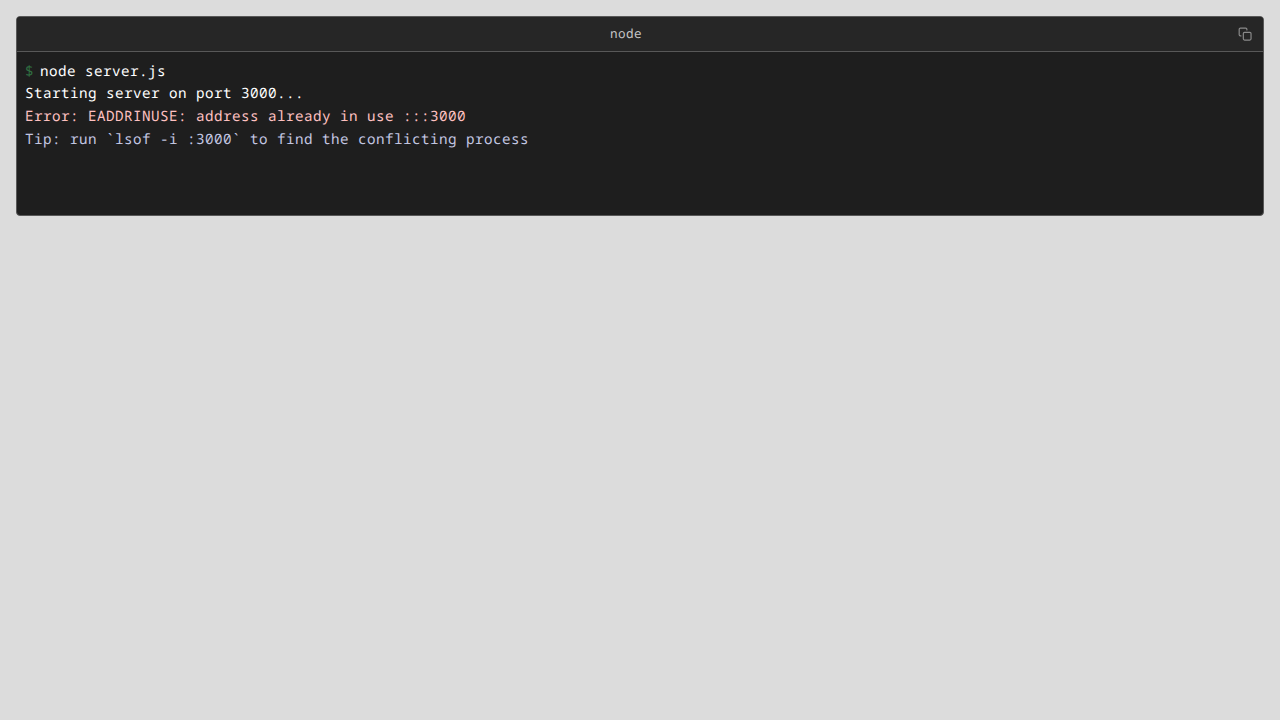 node
$ node server.js
Starting server on port 3000...
Error: EADDRINUSE: address already in use :::3000
Tip: run `lsof -i :3000` to find the conflicting process